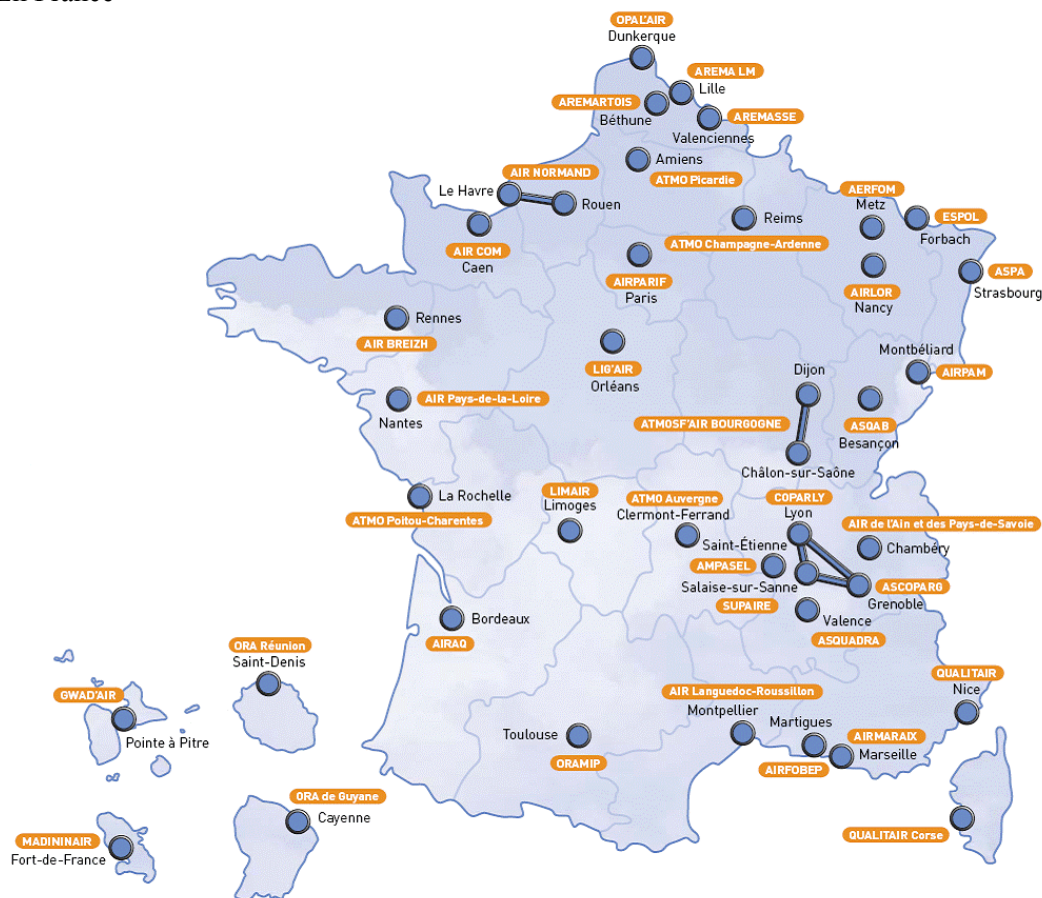 En France
OPAL'AIR
Dunkerque
AREMA LM
Lille
AREMARTOIS
Béthune
AREMASSE
Valenciennes
Amiens
ATMO Picardie
AIR NORMAND
Le Havre
Rouen
AIR COM
Caen
AERFOM
Metz
ESPOL
Forbach
Reims
ATMO Champagne-Ardenne
AIRPARIF
Paris
AIRLOR
Nancy
ASPA
Strasbourg
Rennes
AIR BREIZH
LIG'AIR
Orléans
Montbéliard
AIRPAM
Dijon
AIR Pays-de-la-Loire
Nantes
ATMOSF'AIR BOURGOGNE
ASQAB
Besançon
Châlon-sur-Saône
La Rochelle
ATMO Poitou-Charentes
LIMAIR
Limoges
ATMO Auvergne
Clermont-Ferrand
COPARLY
Lyon
AIR de l'Ain et des Pays-de-Savoie
Chambéry
Saint-Étienne
AMPASEL
Salaise-sur-Sanne
SUPAIRE
ASCOPARG
Grenoble
Valence
ASQUADRA
Bordeaux
AIRAQ
ORA Réunion
Saint-Denis
GWAD'AIR
Pointe à Pitre
Toulouse
ORAMIP
AIR Languedoc-Roussillon
Montpellier
Martigues
AIRFOBEP
AIRMARAIX
Marseille
QUALITAIR
Nice
ORA de Guyane
Cayenne
MADININAIR
Fort-de-France
QUALITAIR Corse